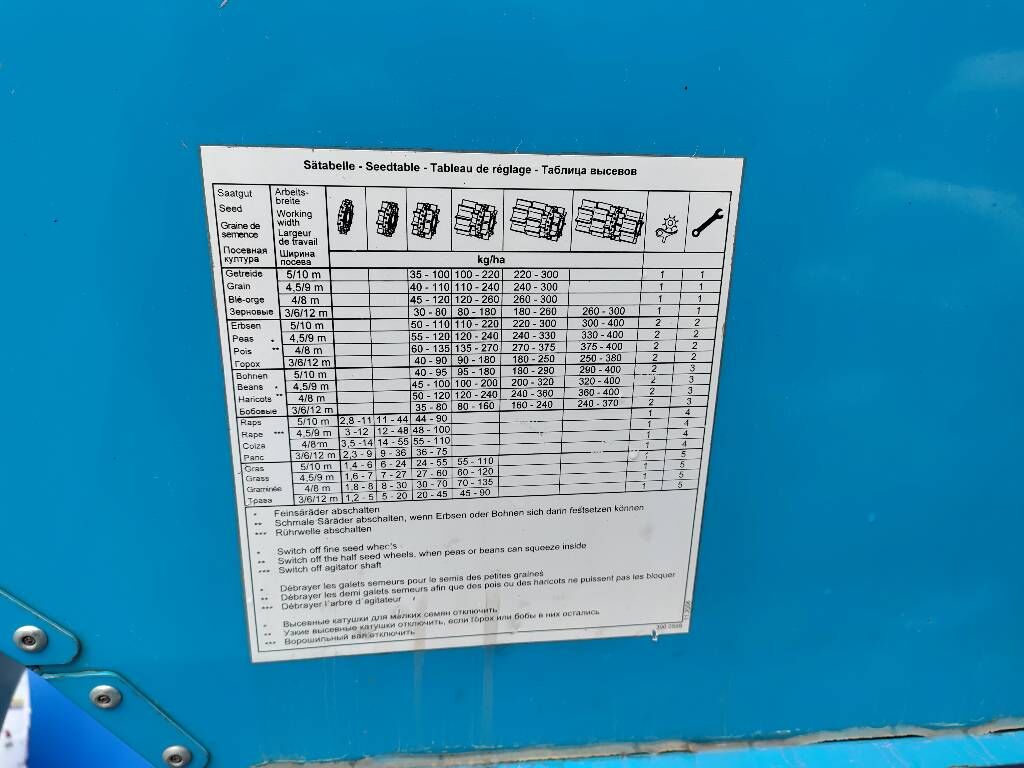 Sätabelle - Seedtable - Tableau de réglage - Таблица высевов
Saatgut
Seed
Graine de
semence
Посевная
култура
Arbeits-
breite
Working
width
Largeur
de travail
Ширина
посева
kg/ha
Getreide 5/10 m 35 - 100 100 - 220 220 - 300 1 1
Grain 4,5/9 m 40 - 110 110 - 240 240 - 300 1 1
Blé-orge 4/8 m 45 - 120 120 - 260 260 - 300 1 1
Зерновые 3/6/12 m 30 - 80 80 - 180 180 - 260 260 - 300 1 1
Erbsen 5/10 m 50 - 110 110 - 220 220 - 300 300 - 400 2 2
Peas * 4,5/9 m 55 - 120 120 - 240 240 - 330 330 - 400 2 2
Pois ** 4/8 m 60 - 135 135 - 270 270 - 375 375 - 400 2 2
Горох 3/6/12 m 40 - 90 90 - 180 180 - 250 250 - 380 2 2
Bohnen 5/10 m 40 - 95 95 - 180 180 - 290 290 - 400 2 3
Beans * 4,5/9 m 45 - 100 100 - 200 200 - 320 320 - 400 2 3
Haricots ** 4/8 m 50 - 120 120 - 240 240 - 360 360 - 400 2 3
Бобовые 3/6/12 m 35 - 80 80 - 160 160 - 240 240 - 370 2 3
Raps 5/10 m 2,8 - 11 11 - 44 44 - 90 1 4
Rape *** 4,5/9 m 3 - 12 12 - 48 48 - 100 1 4
Colza 4/8 m 3,5 - 14 14 - 55 55 - 110 1 4
Рапс 3/6/12 m 2,3 - 9 9 - 36 36 - 75 1 4
Gras 5/10 m 1,4 - 6 6 - 24 24 - 55 55 - 110 1 5
Grass 4,5/9 m 1,6 - 7 7 - 27 27 - 60 60 - 120 1 5
Graminée 4/8 m 1,8 - 8 8 - 30 30 - 70 70 - 135 1 5
Трава 3/6/12 m 1,2 - 5 5 - 20 20 - 45 45 - 90 1 5
* Feinsäräder abschalten
** Schmale Säräder abschalten, wenn Erbsen oder Bohnen sich darin festsetzen können
*** Rührwelle abschalten
* Switch off fine seed wheels
** Switch off the half seed wheels, when peas or beans can squeeze inside
*** Switch off agitator shaft
* Débrayer les galets semeurs pour le semis des petites graines
** Débrayer les demi galets semeurs afin que des pois ou des haricots ne puissent pas les bloquer
*** Débrayer l'arbre d'agitateur
* Высевные катушки для мелких семян отключить
** Узкие высевные катушки отключить, если горох или бобы в них остались
*** Ворошильный вал отключить